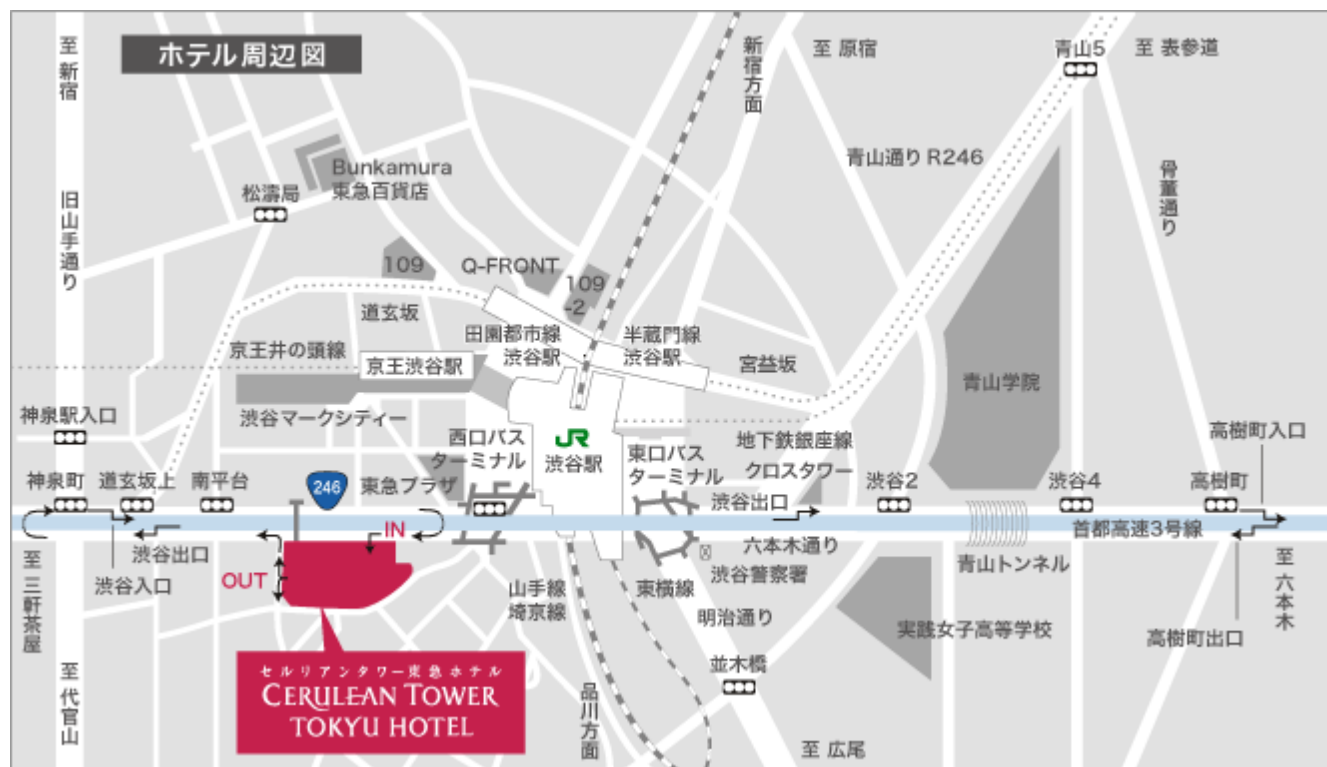 ホテル周辺図
至 新宿
旧山手通り
新宿方面
至 原宿
青山5
至 表参道
Bunkamura
東急百貨店
松濤局
青山通り R246
骨董通り
109
Q-FRONT
109
-2
道玄坂
田園都市線
渋谷駅
半蔵門線
渋谷駅
京王井の頭線
京王渋谷駅
宮益坂
青山学院
渋谷マークシティー
神泉駅入口
西口バス
ターミナル
JR
渋谷駅
東口バス
ターミナル
地下鉄銀座線
クロスタワー
高樹町入口
神泉町
道玄坂上
南平台
246
東急プラザ
渋谷出口
渋谷2
渋谷4
高樹町
IN
首都高速3号線
渋谷出口
六本木通り
青山トンネル
渋谷入口
OUT
渋谷警察署
至 三軒茶屋
山手線
埼京線
東横線
至 六本木
明治通り
実践女子高等学校
高樹町出口
至 代官山
セルリアンタワー東急ホテル
CERULEAN TOWER
TOKYU HOTEL
品川方面
並木橋
至 広尾